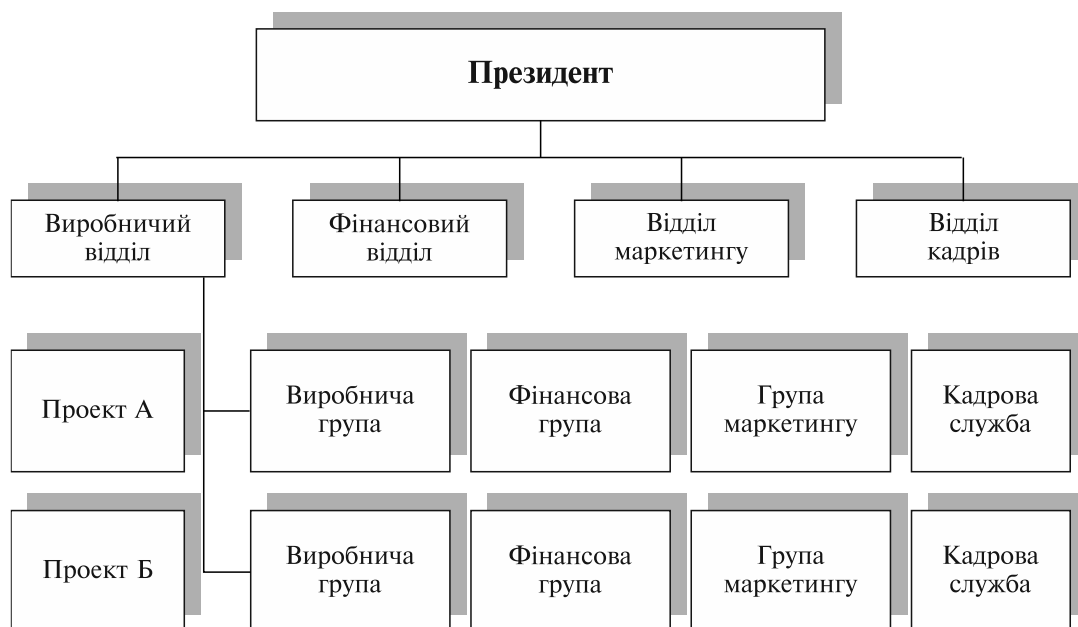 Президент
Виробничий
відділ
Фінансовий
відділ
Відділ
маркетингу
Відділ
кадрів
Проект А
Виробнича
група
Фінансова
група
Група
маркетингу
Кадрова
служба
Проект Б
Виробнича
група
Фінансова
група
Група
маркетингу
Кадрова
служба